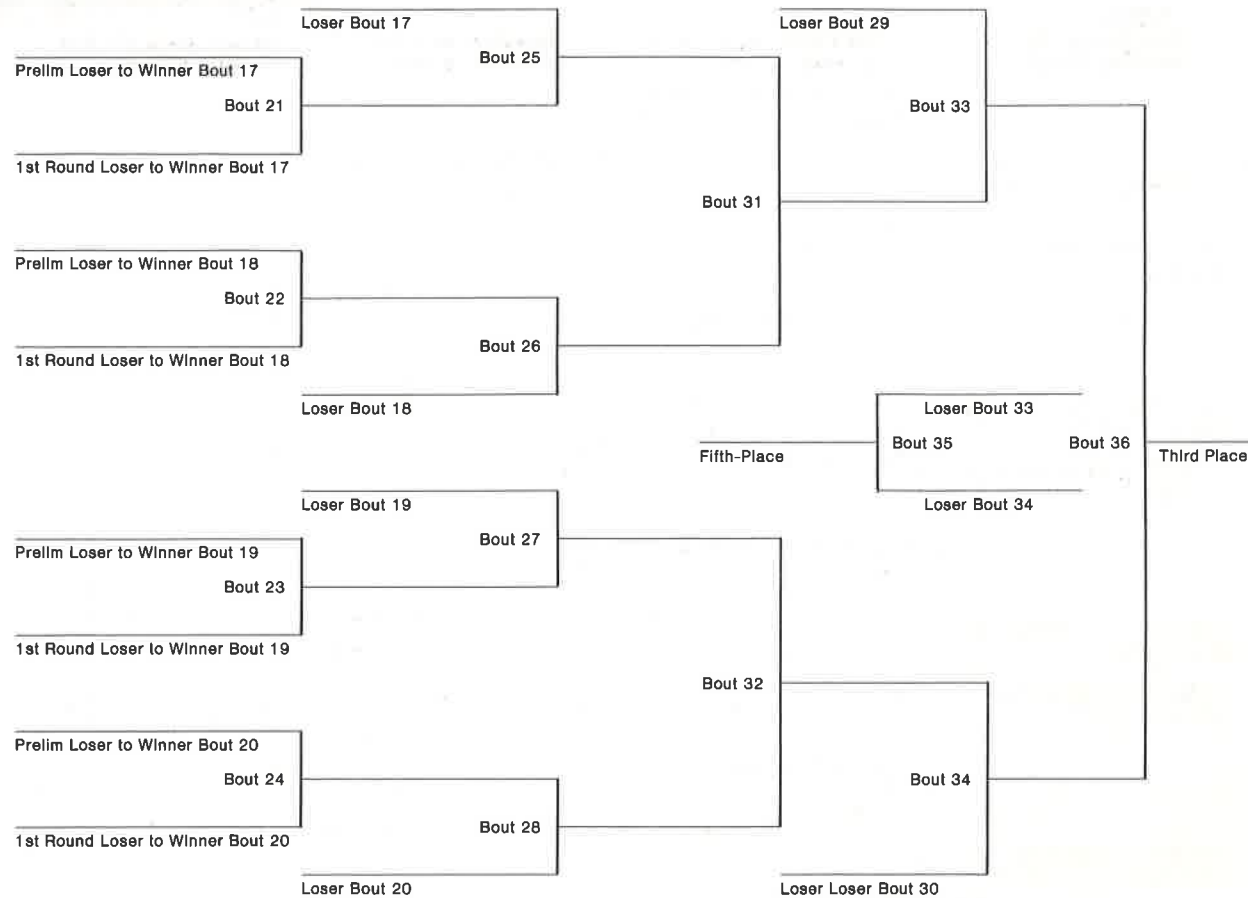 Loser Bout 17
Loser Bout 29
Prelim Loser to Winner Bout 17
Bout 25
Bout 21
Bout 33
1st Round Loser to Winner Bout 17
Bout 31
Prelim Loser to Winner Bout 18
Bout 22
1st Round Loser to Winner Bout 18
Bout 26
Loser Bout 18
Loser Bout 33
Fifth-Place
Bout 35
Bout 36
Third Place
Loser Bout 19
Loser Bout 34
Prelim Loser to Winner Bout 19
Bout 27
Bout 23
1st Round Loser to Winner Bout 19
Bout 32
Prelim Loser to Winner Bout 20
Bout 24
Bout 34
1st Round Loser to Winner Bout 20
Bout 28
Loser Bout 20
Loser Loser Bout 30